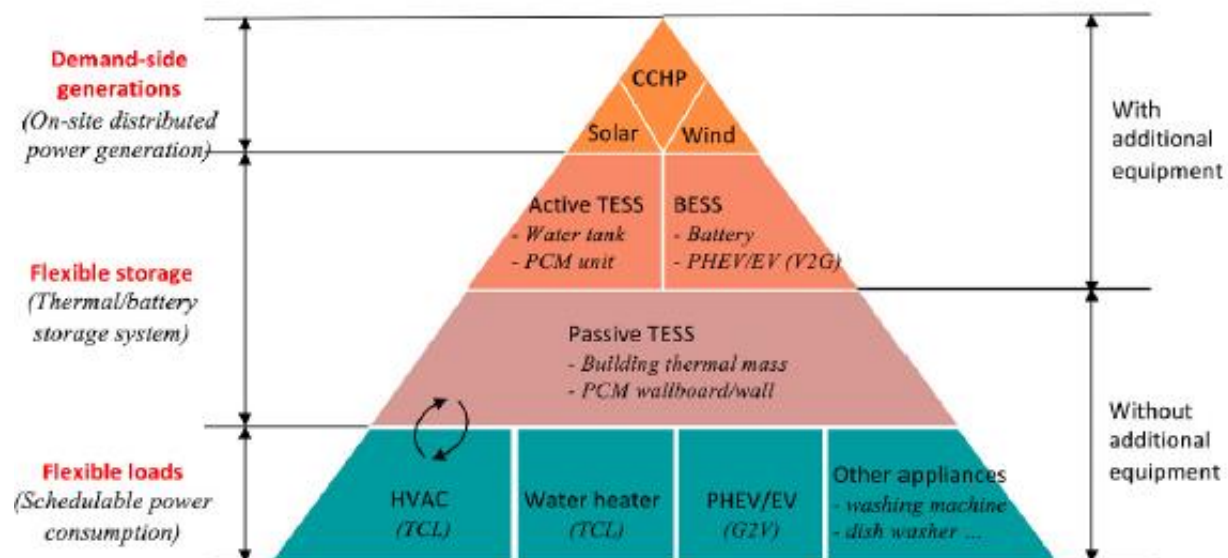 Demand-side
generations
(On-site distributed
power generation)
Flexible storage
(Thermal/battery
storage system)
Flexible loads
(Schedulable power
consumption)
CCHP
Solar
Wind
Active TESS
- Water tank
- PCM unit
BESS
- Battery
- PHEV/EV (V2G)
Passive TESS
- Building thermal mass
- PCM wallboard/wall
HVAC
(TCL)
Water heater
(TCL)
PHEV/EV
(G2V)
Other appliances
- washing machine
- dish washer ...
With
additional
equipment
Without
additional
equipment